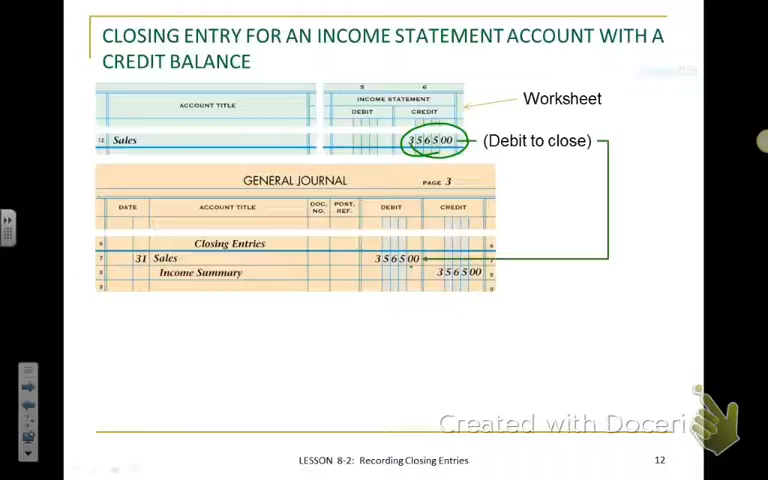 CLOSING ENTRY FOR AN INCOME STATEMENT ACCOUNT WITH A
CREDIT BALANCE
5 6
ACCOUNT TITLE INCOME STATEMENT
DEBIT CREDIT
Worksheet
12 Sales 3 5 6 5 00 (Debit to close)
GENERAL JOURNAL PAGE 3
DATE ACCOUNT TITLE DOC. NO. POST. REF. DEBIT CREDIT
6 Closing Entries 6
7 31 Sales 3 5 6 5 00 7
8 Income Summary 3 5 6 5 00 8
9 9
Created with Doceri
LESSON 8-2: Recording Closing Entries 12